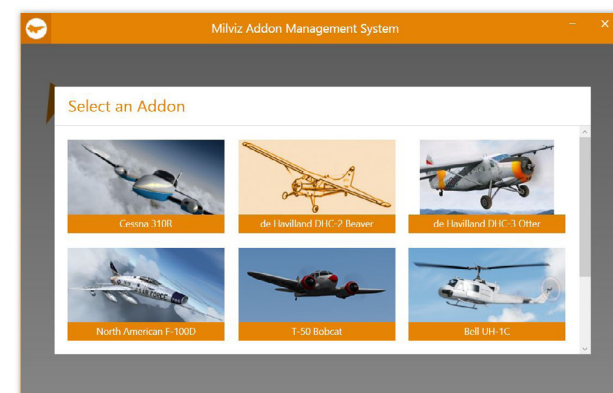 Milviz Addon Management System
Select an Addon
Cessna 310R
de Havilland DHC-2 Beaver
de Havilland DHC-3 Otter
North American F-100D
T-50 Bobcat
Bell UH-1C